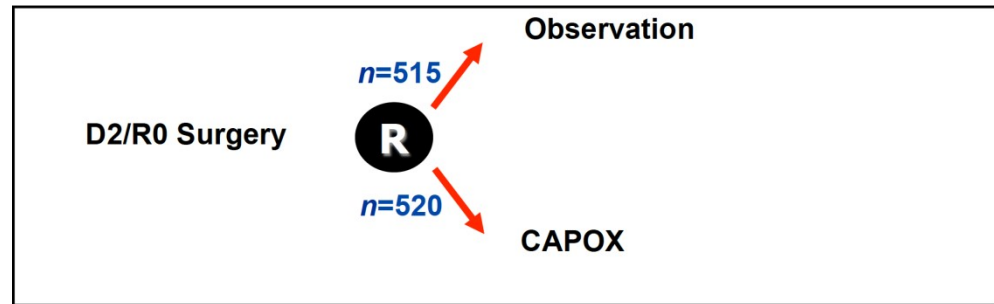 Observation
n=515
D2/R0 Surgery
R
n=520
CAPOX